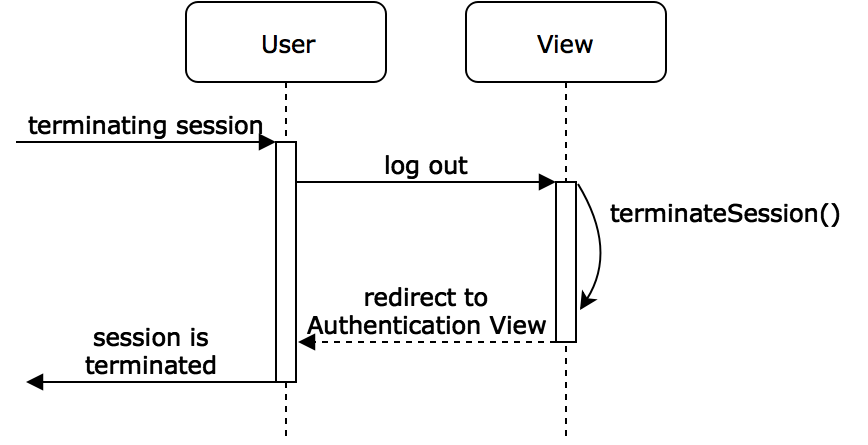 User
View
terminating session
log out
terminateSession()
redirect to
Authentication View
session is
terminated